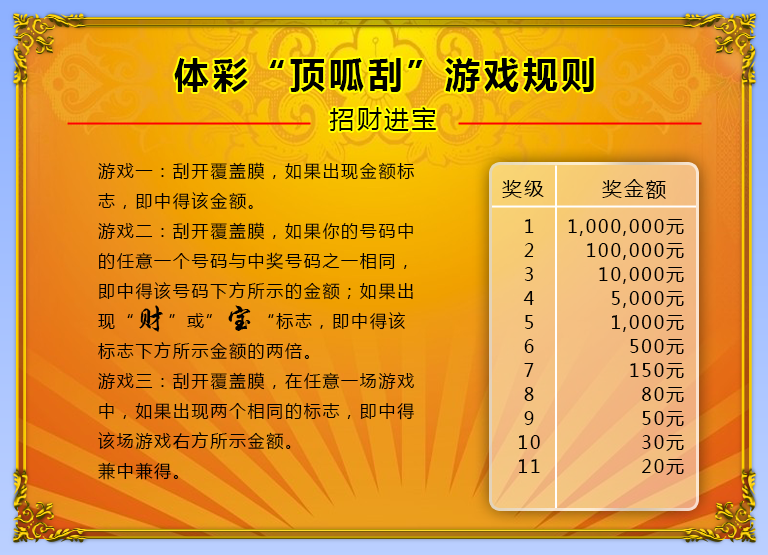 体彩“顶呱刮”游戏规则
招财进宝
游戏一：刮开覆盖膜，如果出现金额标
志，即中得该金额。
游戏二：刮开覆盖膜，如果你的号码中
的任意一个号码与中奖号码之一相同，
即中得该号码下方所示的金额；如果出
现“财”或”宝“标志，即中得该
标志下方所示金额的两倍。
游戏三：刮开覆盖膜，在任意一场游戏
中，如果出现两个相同的标志，即中得
该场游戏右方所示金额。
兼中兼得。
奖级 奖金额
1 1,000,000元
2 100,000元
3 10,000元
4 5,000元
5 1,000元
6 500元
7 150元
8 80元
9 50元
10 30元
11 20元